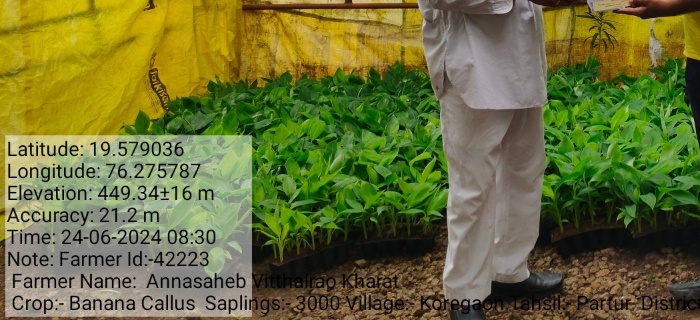 Latitude: 19.579036
Longitude: 76.275787
Elevation: 449.34±16 m
Accuracy: 21.2 m
Time: 24-06-2024 08:30
Note: Farmer Id:-42223
Farmer Name: Annasaheb Vitthalrao Kharat
Crop:- Banana Callus Saplings:- 3000 Village:- Koregaon Tahsil:- Partur- Distric